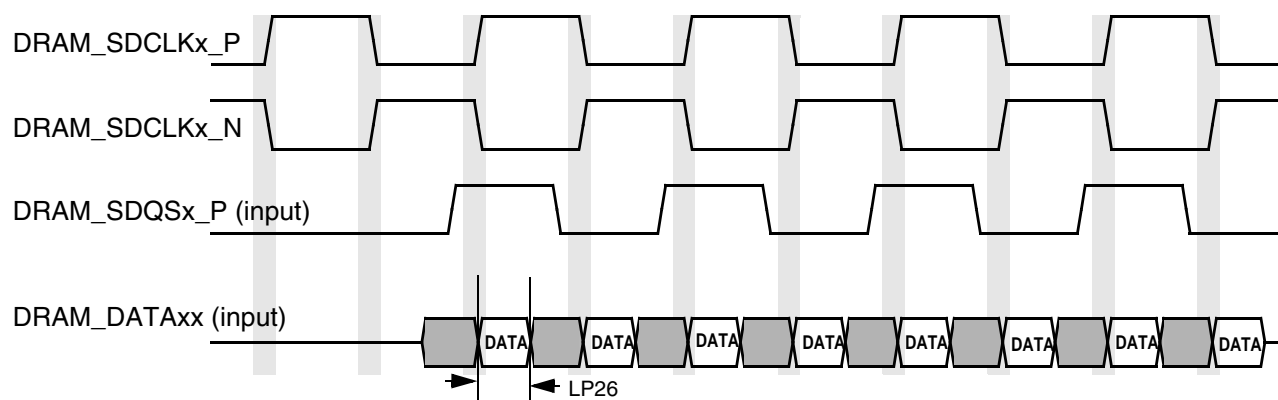 DRAM_SDCLKx_P
DRAM_SDCLKx_N
DRAM_SDQSx_P (input)
DRAM_DATAxx (input)
DATA DATA DATA DATA DATA DATA DATA DATA
LP26